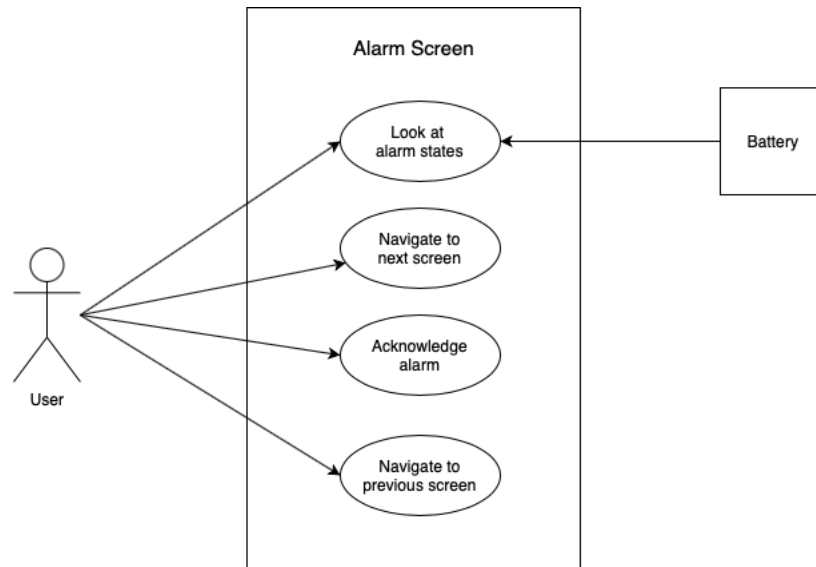 Alarm Screen
Look at
alarm states
Battery
Navigate to
next screen
Acknowledge
alarm
User
Navigate to
previous screen